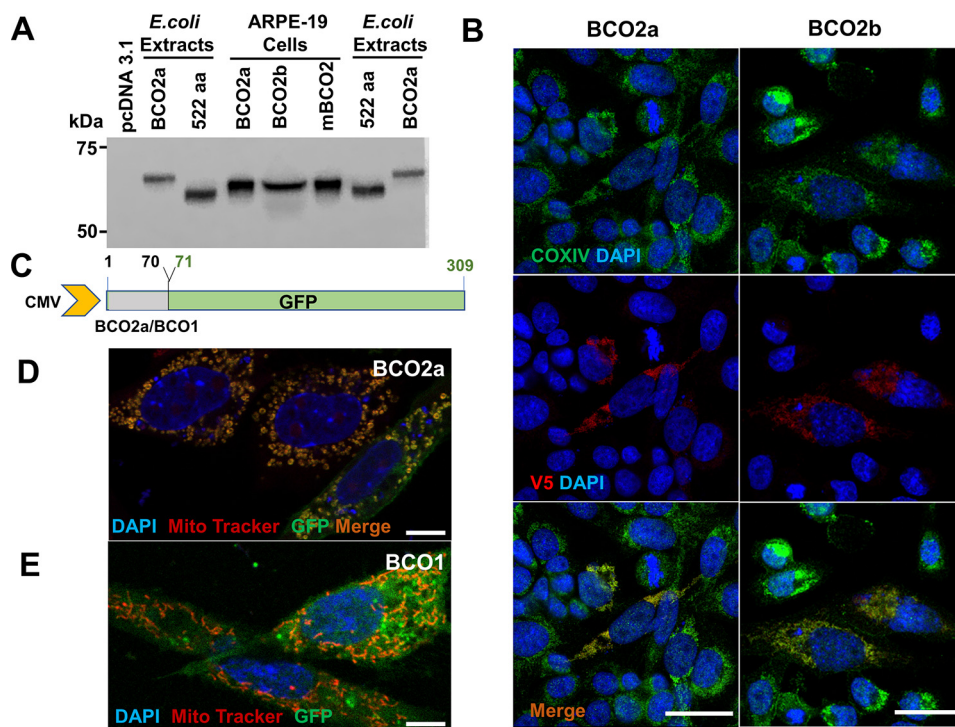 A
E.coli
Extracts
ARPE-19
Cells
E.coli
Extracts
pcDNA 3.1
BCO2a
522 aa
BCO2a
BCO2b
mBCO2
522 aa
BCO2a
kDa
75
50
C
1
70
71
309
CMV
GFP
BCO2a/BCO1
D
BCO2a
DAPI Mito Tracker GFP Merge
E
BCO1
DAPI Mito Tracker GFP
B
BCO2a
BCO2b
COXIV DAPI
V5 DAPI
Merge